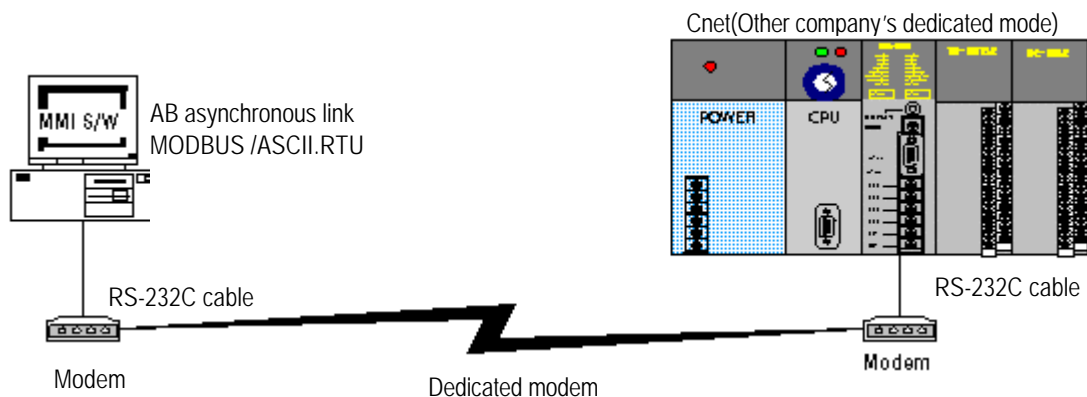 Cnet(Other company's dedicated mode)
MMI S/W
AB asynchronous link
MODBUS /ASCII.RTU
POWER
CPU
RS-232C cable
RS-232C cable
Modem
Dedicated modem
Modem